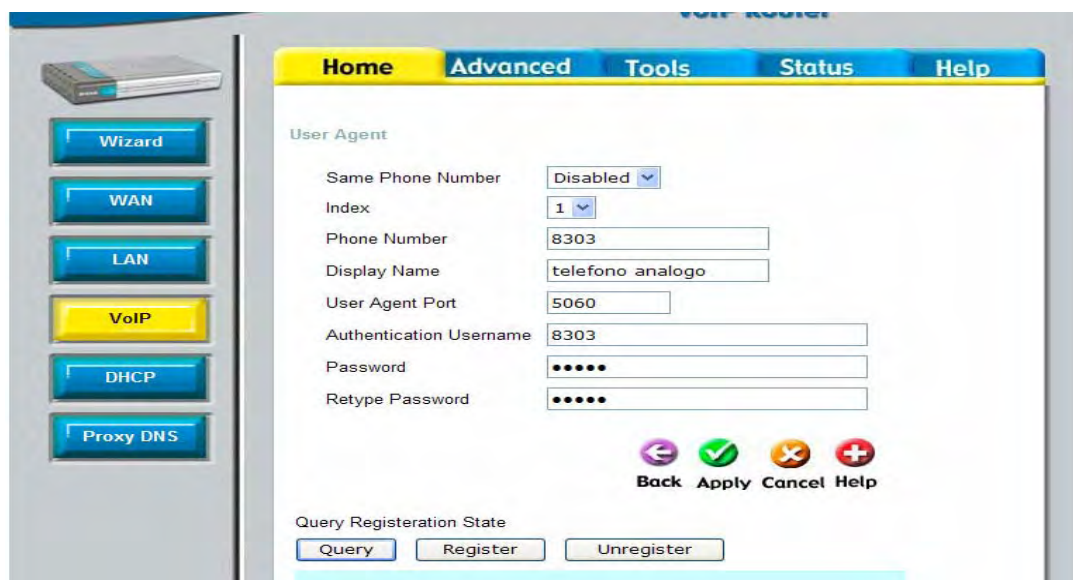 VoIP Router
Home Advanced Tools Status Help
Wizard
WAN
LAN
VoIP
DHCP
Proxy DNS
User Agent
Same Phone Number Disabled
Index 1
Phone Number 8303
Display Name telefono analogo
User Agent Port 5060
Authentication Username 8303
Password •••••
Retype Password •••••
Back Apply Cancel Help
Query Registeration State
Query Register Unregister